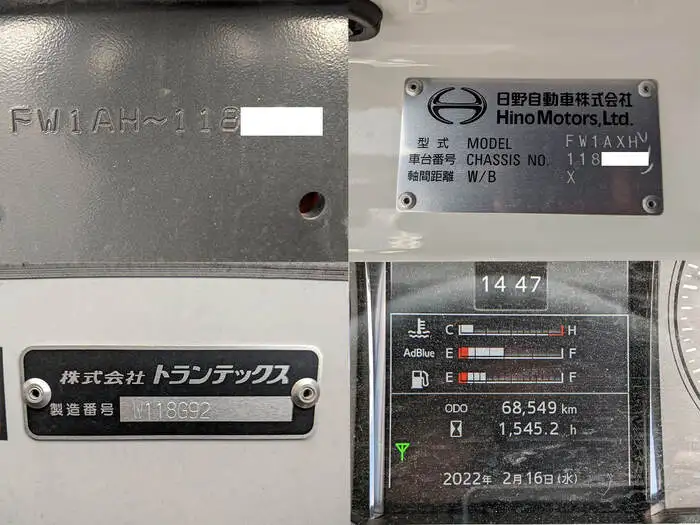 FW1AH~118
日野自動車株式会社
Hino Motors, Ltd.
型式 MODEL FW1AXHV
車台番号 CHASSIS NO. 118
軸間距離 W/B X
株式会社 トランテックス
製造番号 W118G92
14 47
C H
AdBlue E F
E F
ODO 68,549 km
1,545.2 h
2022年 2月16日(水)